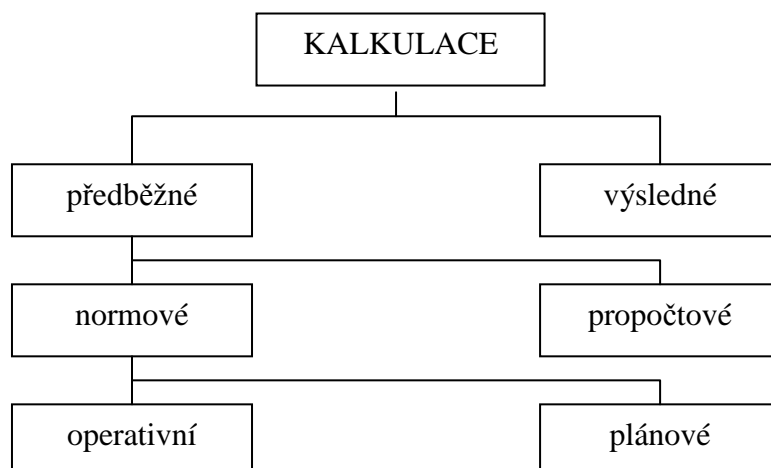 KALKULACE
předběžné
výsledné
normové
propočtové
operativní
plánové